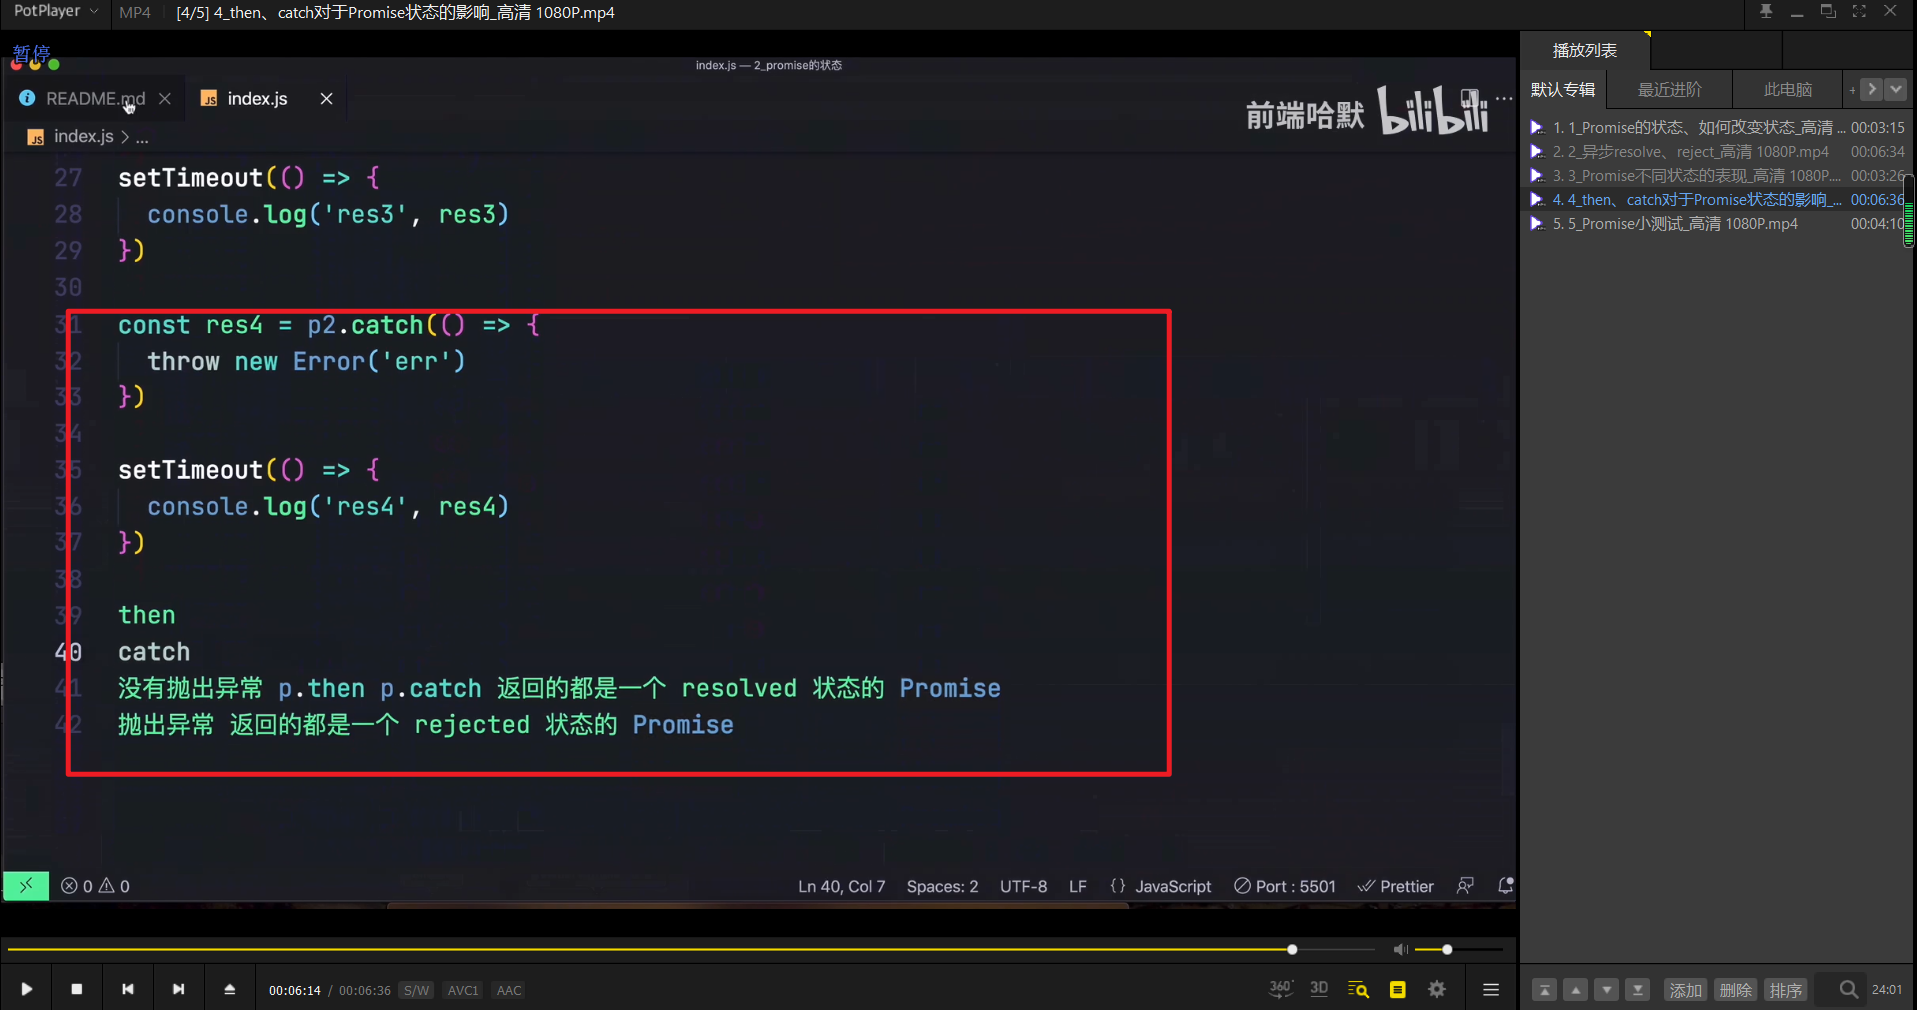 PotPlayer MP4 [4/5] 4_then、catch对于Promise状态的影响_高清 1080P.mp4
暂停
index.js — 2_promise的状态
README.md
JS index.js
前端哈默 bilibili
JS index.js > ...
27 setTimeout(() => {
28 console.log('res3', res3)
29 })
30
31 const res4 = p2.catch(() => {
32 throw new Error('err')
33 })
34
35 setTimeout(() => {
36 console.log('res4', res4)
37 })
38
39 then
40 catch
41 没有抛出异常 p.then p.catch 返回的都是一个 resolved 状态的 Promise
42 抛出异常 返回的都是一个 rejected 状态的 Promise
0 0 Ln 40, Col 7 Spaces: 2 UTF-8 LF {} JavaScript Port : 5501 Prettier
00:06:14 / 00:06:36 S/W AVC1 AAC
360° 3D
播放列表
默认专辑 最近进阶 此电脑 +
1. 1_Promise的状态、如何改变状态_高清 ... 00:03:15
2. 2_异步resolve、reject_高清 1080P.mp4 00:06:34
3. 3_Promise不同状态的表现_高清 1080P.... 00:03:26
4. 4_then、catch对于Promise状态的影响_... 00:06:36
5. 5_Promise小测试_高清 1080P.mp4 00:04:10
添加 删除 排序 24:01